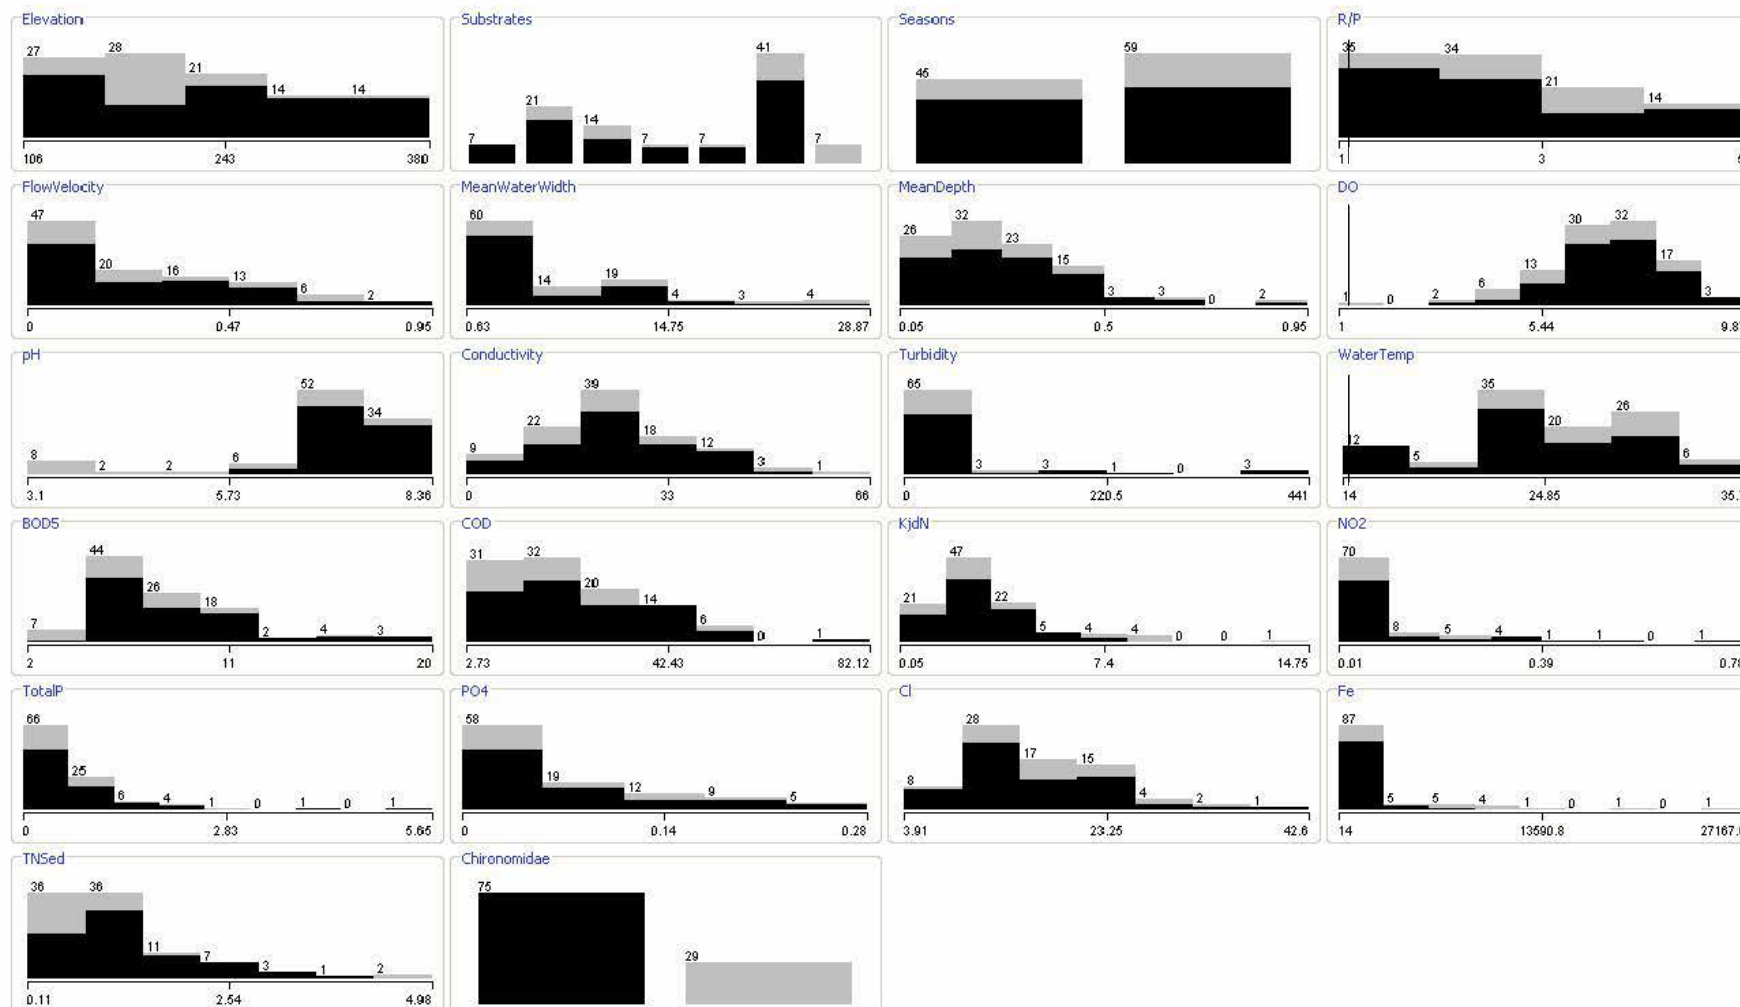 Elevation
27 28 21 14 14
106 243 380
Substrates
7 21 14 7 7 41 7
Seasons
45 59
R/P
35 34 21 14
1 3
FlowVelocity
47 20 16 13 6 2
0 0.47 0.95
MeanWaterWidth
60 14 19 4 3 4
0.63 14.75 28.87
MeanDepth
26 32 23 15 3 3 0 2
0.05 0.5 0.95
DO
1 0 2 6 13 30 32 17 3
1 5.44 9.8
pH
8 2 2 6 52 34
3.1 5.73 8.36
Conductivity
9 22 39 18 12 3 1
0 33 66
Turbidity
65 3 3 1 0 3
0 220.5 441
WaterTemp
12 5 35 20 26 6
14 24.85 35.
BOD5
7 44 26 18 2 4 3
2 11 20
COD
31 32 20 14 6 0 1
2.73 42.43 82.12
KjdN
21 47 22 5 4 4 0 0 1
0.05 7.4 14.75
NO2
70 8 5 4 1 1 0 1
0.01 0.39 0.78
TotalP
66 25 6 4 1 0 1 0 1
0 2.83 5.65
PO4
58 19 12 9 5
0 0.14 0.28
Cl
8 28 17 15 4 2 1
3.91 23.25 42.6
Fe
87 5 5 4 1 0 1 0 1
14 13590.8 27167.
TNSed
36 36 11 7 3 1 2
0.11 2.54 4.98
Chironomidae
75 29